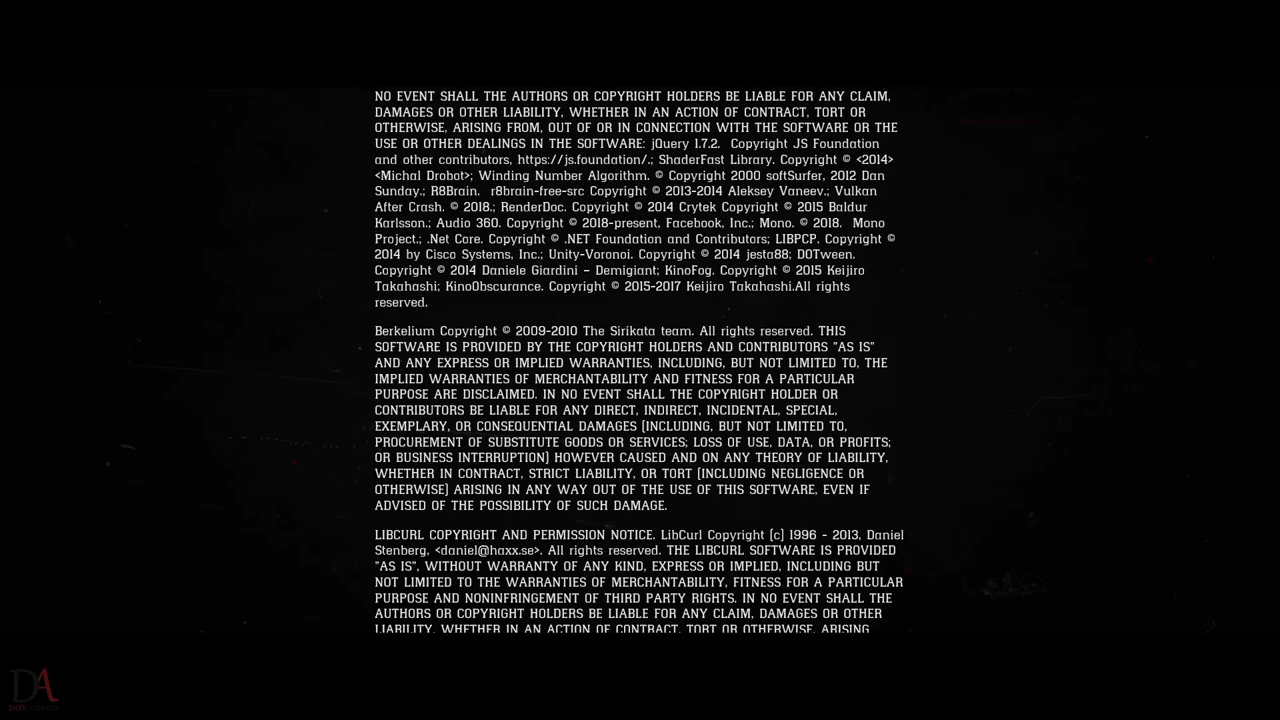 NO EVENT SHALL THE AUTHORS OR COPYRIGHT HOLDERS BE LIABLE FOR ANY CLAIM,
DAMAGES OR OTHER LIABILITY, WHETHER IN AN ACTION OF CONTRACT, TORT OR
OTHERWISE, ARISING FROM, OUT OF OR IN CONNECTION WITH THE SOFTWARE OR THE
USE OR OTHER DEALINGS IN THE SOFTWARE: jQuery 1.7.2.  Copyright JS Foundation
and other contributors, https://js.foundation/.; ShaderFast Library. Copyright © <2014>
<Michal Drobot>; Winding Number Algorithm. © Copyright 2000 softSurfer, 2012 Dan
Sunday.; R8Brain.  r8brain-free-src Copyright © 2013-2014 Aleksey Vaneev.; Vulkan
After Crash. © 2018.; RenderDoc. Copyright © 2014 Crytek Copyright © 2015 Baldur
Karlsson.; Audio 360. Copyright © 2018-present, Facebook, Inc.; Mono. © 2018.  Mono
Project.; .Net Core. Copyright © .NET Foundation and Contributors; LIBPCP. Copyright ©
2014 by Cisco Systems, Inc.; Unity-Voronoi. Copyright © 2014 jesta88; DOTween.
Copyright © 2014 Daniele Giardini – Demigiant; KinoFog. Copyright © 2015 Keijiro
Takahashi; KinoObscurance. Copyright © 2015-2017 Keijiro Takahashi.All rights
reserved.
Berkelium Copyright © 2009-2010 The Sirikata team. All rights reserved. THIS
SOFTWARE IS PROVIDED BY THE COPYRIGHT HOLDERS AND CONTRIBUTORS "AS IS"
AND ANY EXPRESS OR IMPLIED WARRANTIES, INCLUDING, BUT NOT LIMITED TO, THE
IMPLIED WARRANTIES OF MERCHANTABILITY AND FITNESS FOR A PARTICULAR
PURPOSE ARE DISCLAIMED. IN NO EVENT SHALL THE COPYRIGHT HOLDER OR
CONTRIBUTORS BE LIABLE FOR ANY DIRECT, INDIRECT, INCIDENTAL, SPECIAL,
EXEMPLARY, OR CONSEQUENTIAL DAMAGES (INCLUDING, BUT NOT LIMITED TO,
PROCUREMENT OF SUBSTITUTE GOODS OR SERVICES; LOSS OF USE, DATA, OR PROFITS;
OR BUSINESS INTERRUPTION) HOWEVER CAUSED AND ON ANY THEORY OF LIABILITY,
WHETHER IN CONTRACT, STRICT LIABILITY, OR TORT (INCLUDING NEGLIGENCE OR
OTHERWISE) ARISING IN ANY WAY OUT OF THE USE OF THIS SOFTWARE, EVEN IF
ADVISED OF THE POSSIBILITY OF SUCH DAMAGE.
LIBCURL COPYRIGHT AND PERMISSION NOTICE. LibCurl Copyright (c) 1996 - 2013, Daniel
Stenberg, <daniel@haxx.se>. All rights reserved. THE LIBCURL SOFTWARE IS PROVIDED
"AS IS", WITHOUT WARRANTY OF ANY KIND, EXPRESS OR IMPLIED, INCLUDING BUT
NOT LIMITED TO THE WARRANTIES OF MERCHANTABILITY, FITNESS FOR A PARTICULAR
PURPOSE AND NONINFRINGEMENT OF THIRD PARTY RIGHTS. IN NO EVENT SHALL THE
AUTHORS OR COPYRIGHT HOLDERS BE LIABLE FOR ANY CLAIM, DAMAGES OR OTHER
LIABILITY, WHETHER IN AN ACTION OF CONTRACT, TORT OR OTHERWISE, ARISING
DA
DARK